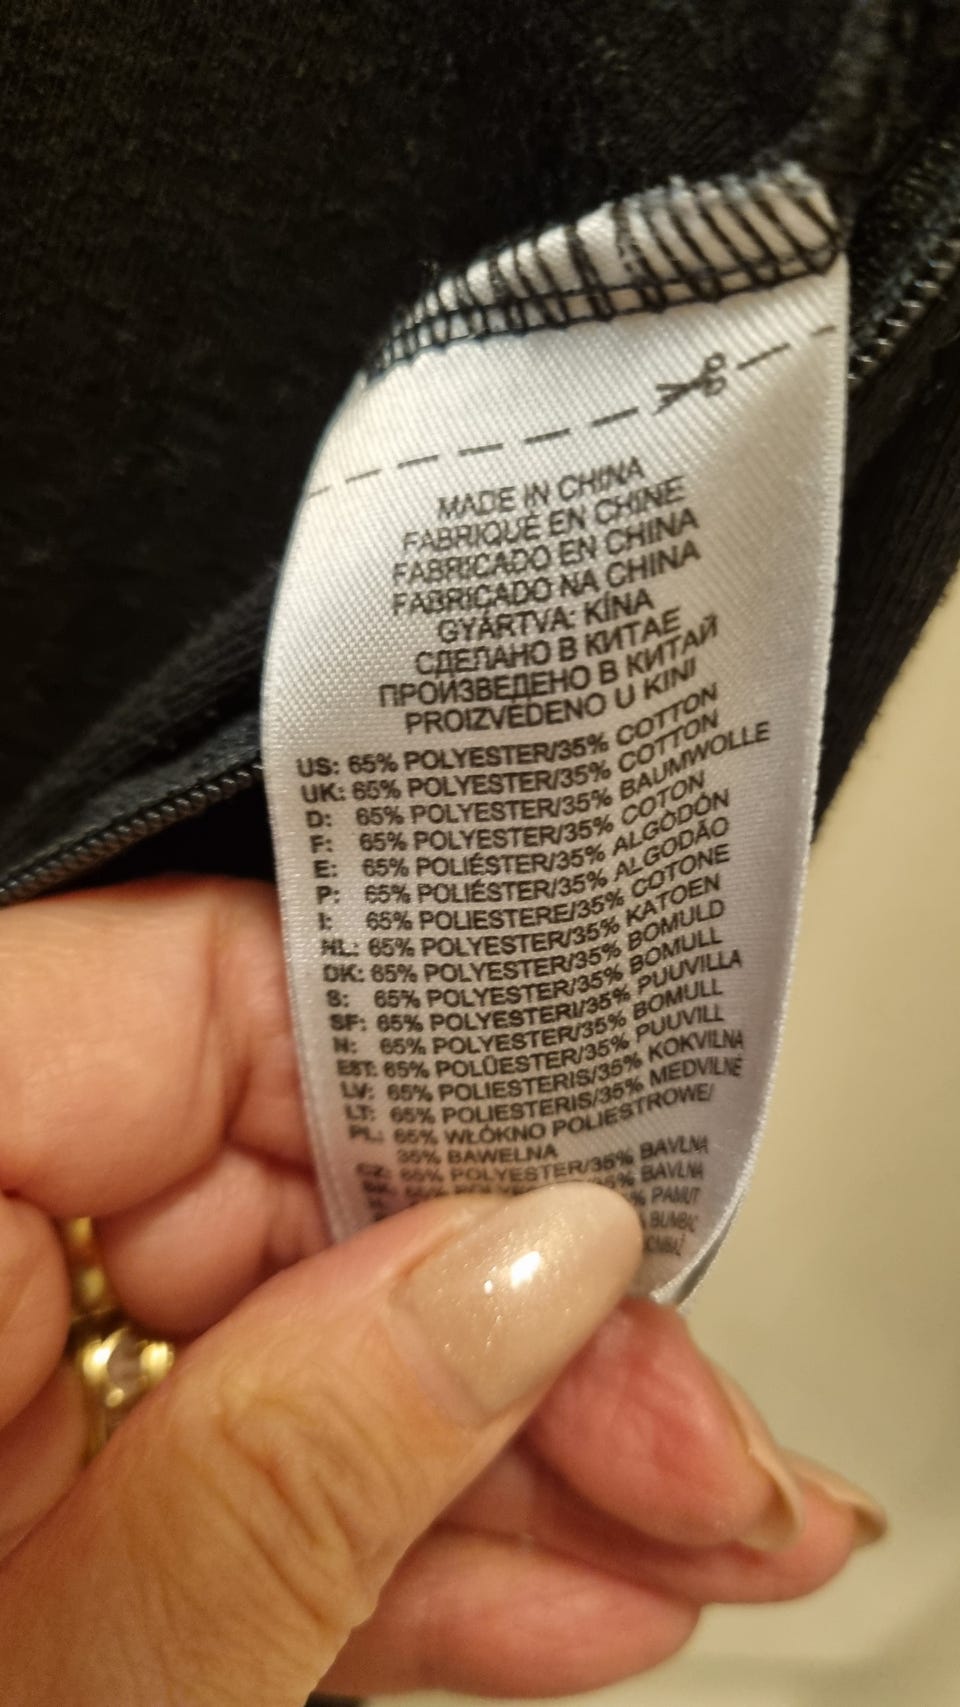 MADE IN CHINA
FABRIQUÉ EN CHINE
FABRICADO EN CHINA
FABRICADO NA CHINA
GYÁRTVA: KÍNA
СДЕЛАНО В КИТАЕ
ПРОИЗВЕДЕНО В КИТАЙ
PROIZVEDENO U KINI
US: 65% POLYESTER/35% COTTON
UK: 65% POLYESTER/35% COTTON
D: 65% POLYESTER/35% BAUMWOLLE
F: 65% POLYESTER/35% COTON
E: 65% POLIÉSTER/35% ALGODÓN
P: 65% POLIÉSTER/35% ALGODÃO
I: 65% POLIESTERE/35% COTONE
NL: 65% POLYESTER/35% KATOEN
DK: 65% POLYESTER/35% BOMULD
S: 65% POLYESTER/35% BOMULL
SF: 65% POLYESTERI/35% PUUVILLA
N: 65% POLYESTER/35% BOMULL
EST: 65% POLÜESTER/35% PUUVILL
LV: 65% POLIESTERIS/35% KOKVILNA
LT: 65% POLIESTERIS/35% MEDVILNĖ
PL: 65% WŁÓKNO POLIESTROWE/
35% BAWEŁNA
CZ: 65% POLYESTER/35% BAVLNA
65% BAVLNA
% PAMUT
BUMBAC